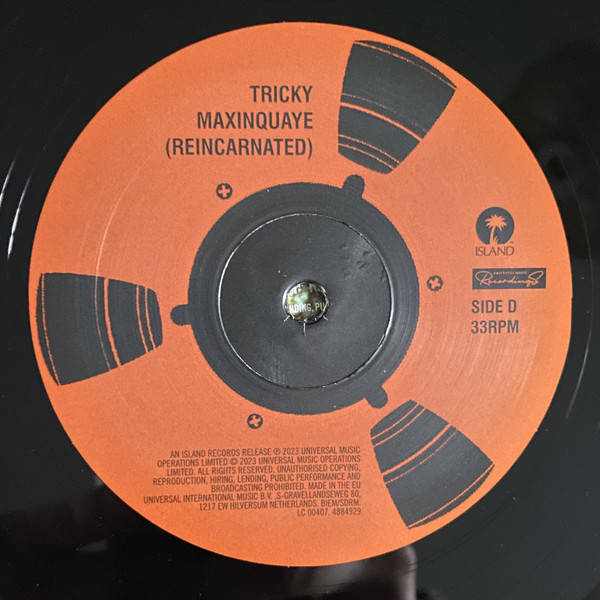 TRICKY
MAXINQUAYE
(REINCARNATED)
ISLAND™
Recordings
SIDE D
33RPM
AN ISLAND RECORDS RELEASE ℗ 2023 UNIVERSAL MUSIC
OPERATIONS LIMITED © 2023 UNIVERSAL MUSIC OPERATIONS
LIMITED. ALL RIGHTS RESERVED. UNAUTHORISED COPYING,
REPRODUCTION, HIRING, LENDING, PUBLIC PERFORMANCE AND
BROADCASTING PROHIBITED. MADE IN THE EU
UNIVERSAL INTERNATIONAL MUSIC B.V. ,S-GRAVELLANDSEWEG 80,
1217 EW HILVERSUM NETHERLANDS. BIEM/SDRM.
LC 00407. 4884929